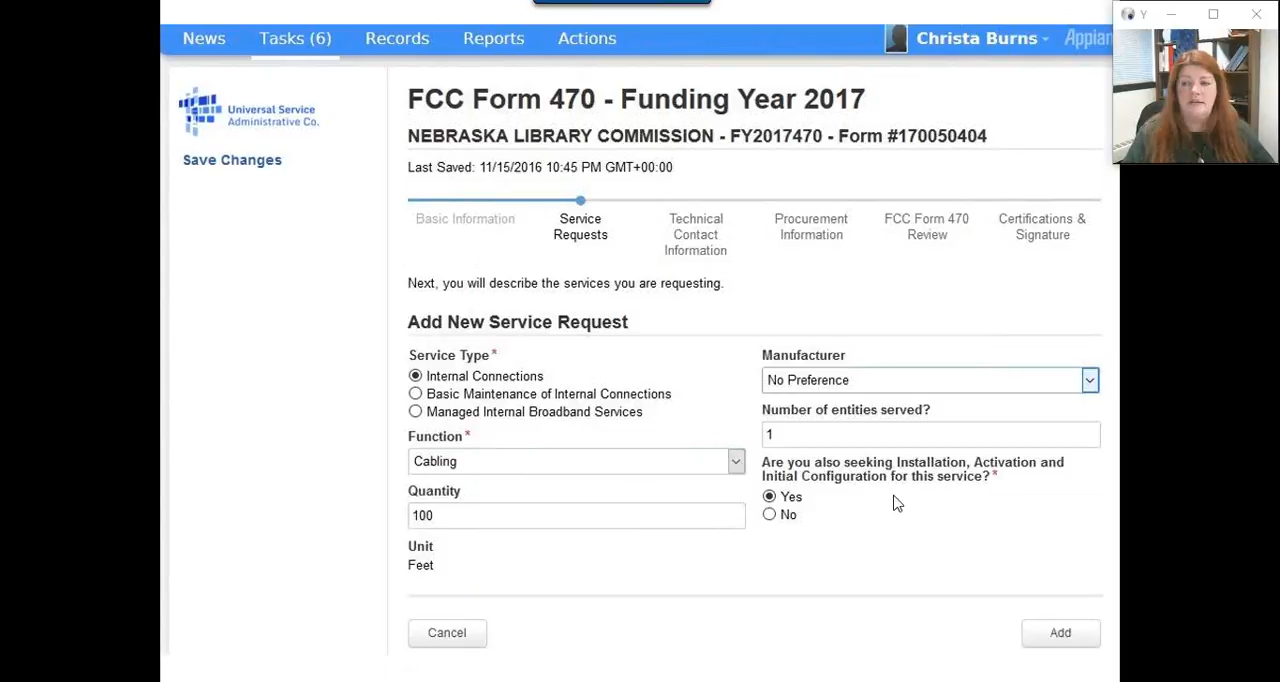 News
Tasks (6)
Records
Reports
Actions
Christa Burns
Appian
Y
Universal Service
Administrative Co.
Save Changes
FCC Form 470 - Funding Year 2017
NEBRASKA LIBRARY COMMISSION - FY2017470 - Form #170050404
Last Saved: 11/15/2016 10:45 PM GMT+00:00
Basic Information
Service
Requests
Technical
Contact
Information
Procurement
Information
FCC Form 470
Review
Certifications &
Signature
Next, you will describe the services you are requesting.
Add New Service Request
Service Type*
Internal Connections
Basic Maintenance of Internal Connections
Managed Internal Broadband Services
Function*
Cabling
Quantity
100
Unit
Feet
Manufacturer
No Preference
Number of entities served?
1
Are you also seeking Installation, Activation and
Initial Configuration for this service?*
Yes
No
Cancel
Add